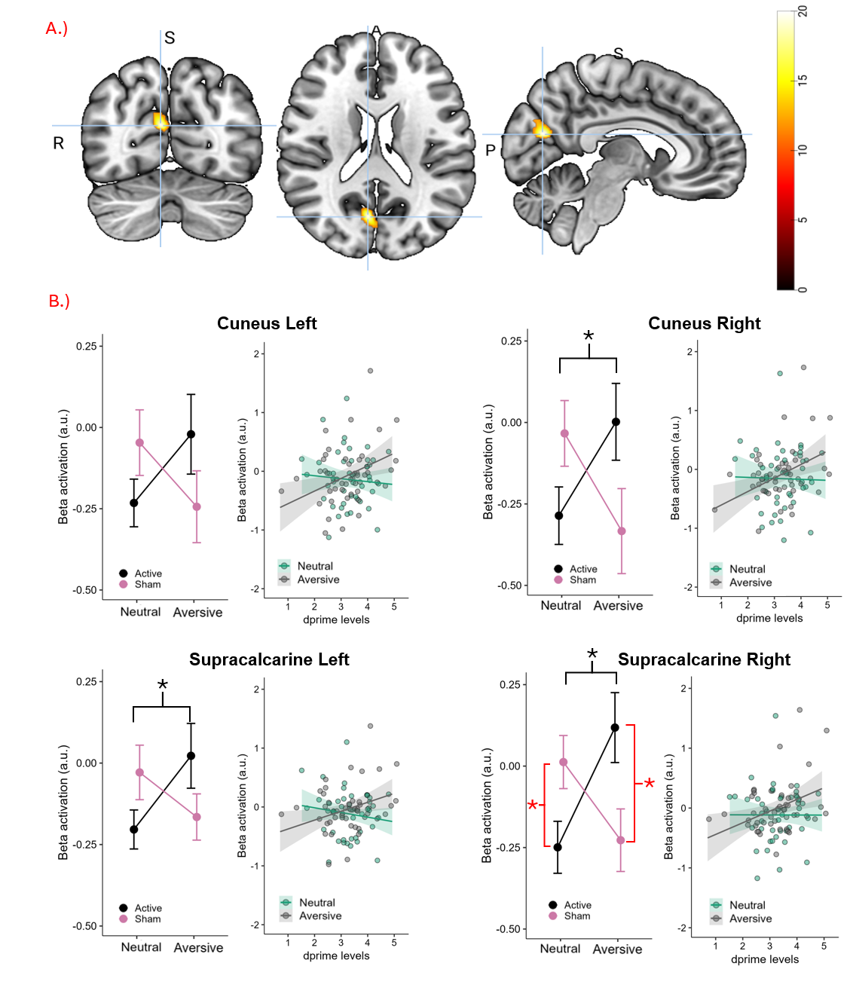 A.)
S
A
S
R
P
20
15
10
5
0
B.)
Cuneus Left
Cuneus Right
*
0.25
0.00
-0.25
-0.50
Beta activation (a.u.)
Active
Sham
Neutral
Aversive
2
1
0
-1
-2
Beta activation (a.u.)
Neutral
Aversive
1 2 3 4 5
dprime levels
0.25
0.00
-0.25
-0.50
Beta activation (a.u.)
Active
Sham
Neutral
Aversive
2
1
0
-1
-2
Beta activation (a.u.)
Neutral
Aversive
1 2 3 4 5
dprime levels
Supracalcarine Left
*
Supracalcarine Right
*
0.25
0.00
-0.25
-0.50
Beta activation (a.u.)
Active
Sham
Neutral
Aversive
2
1
0
-1
-2
Beta activation (a.u.)
Neutral
Aversive
1 2 3 4 5
dprime levels
0.25
0.00
-0.25
-0.50
Beta activation (a.u.)
*
*
Active
Sham
Neutral
Aversive
2
1
0
-1
-2
Beta activation (a.u.)
Neutral
Aversive
1 2 3 4 5
dprime levels